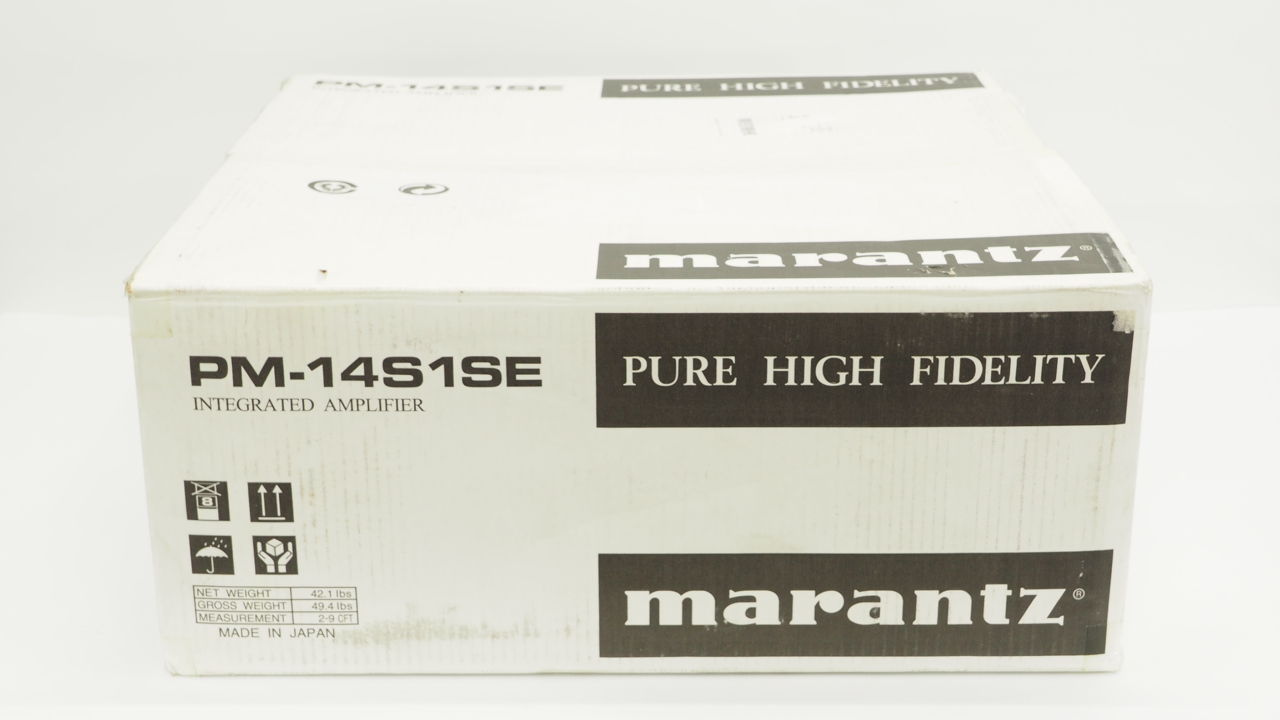 PM-14S1SE
PURE HIGH FIDELITY
marantz®
PM-14S1SE
INTEGRATED AMPLIFIER
PURE HIGH FIDELITY
8
NET WEIGHT 42.1 lbs
GROSS WEIGHT 49.4 lbs
MEASUREMENT 2-9 CFT
MADE IN JAPAN
marantz®